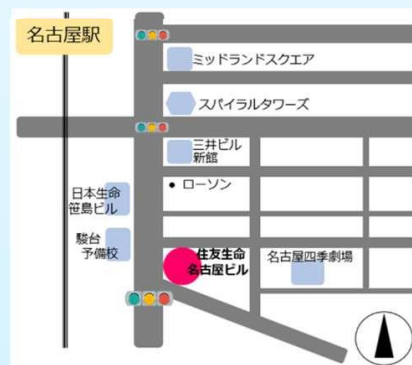 名古屋駅
ミッドランドスクエア
スパイラルタワーズ
三井ビル
新館
ローソン
日本生命
笹島ビル
駿台
予備校
住友生命
名古屋ビル
名古屋四季劇場